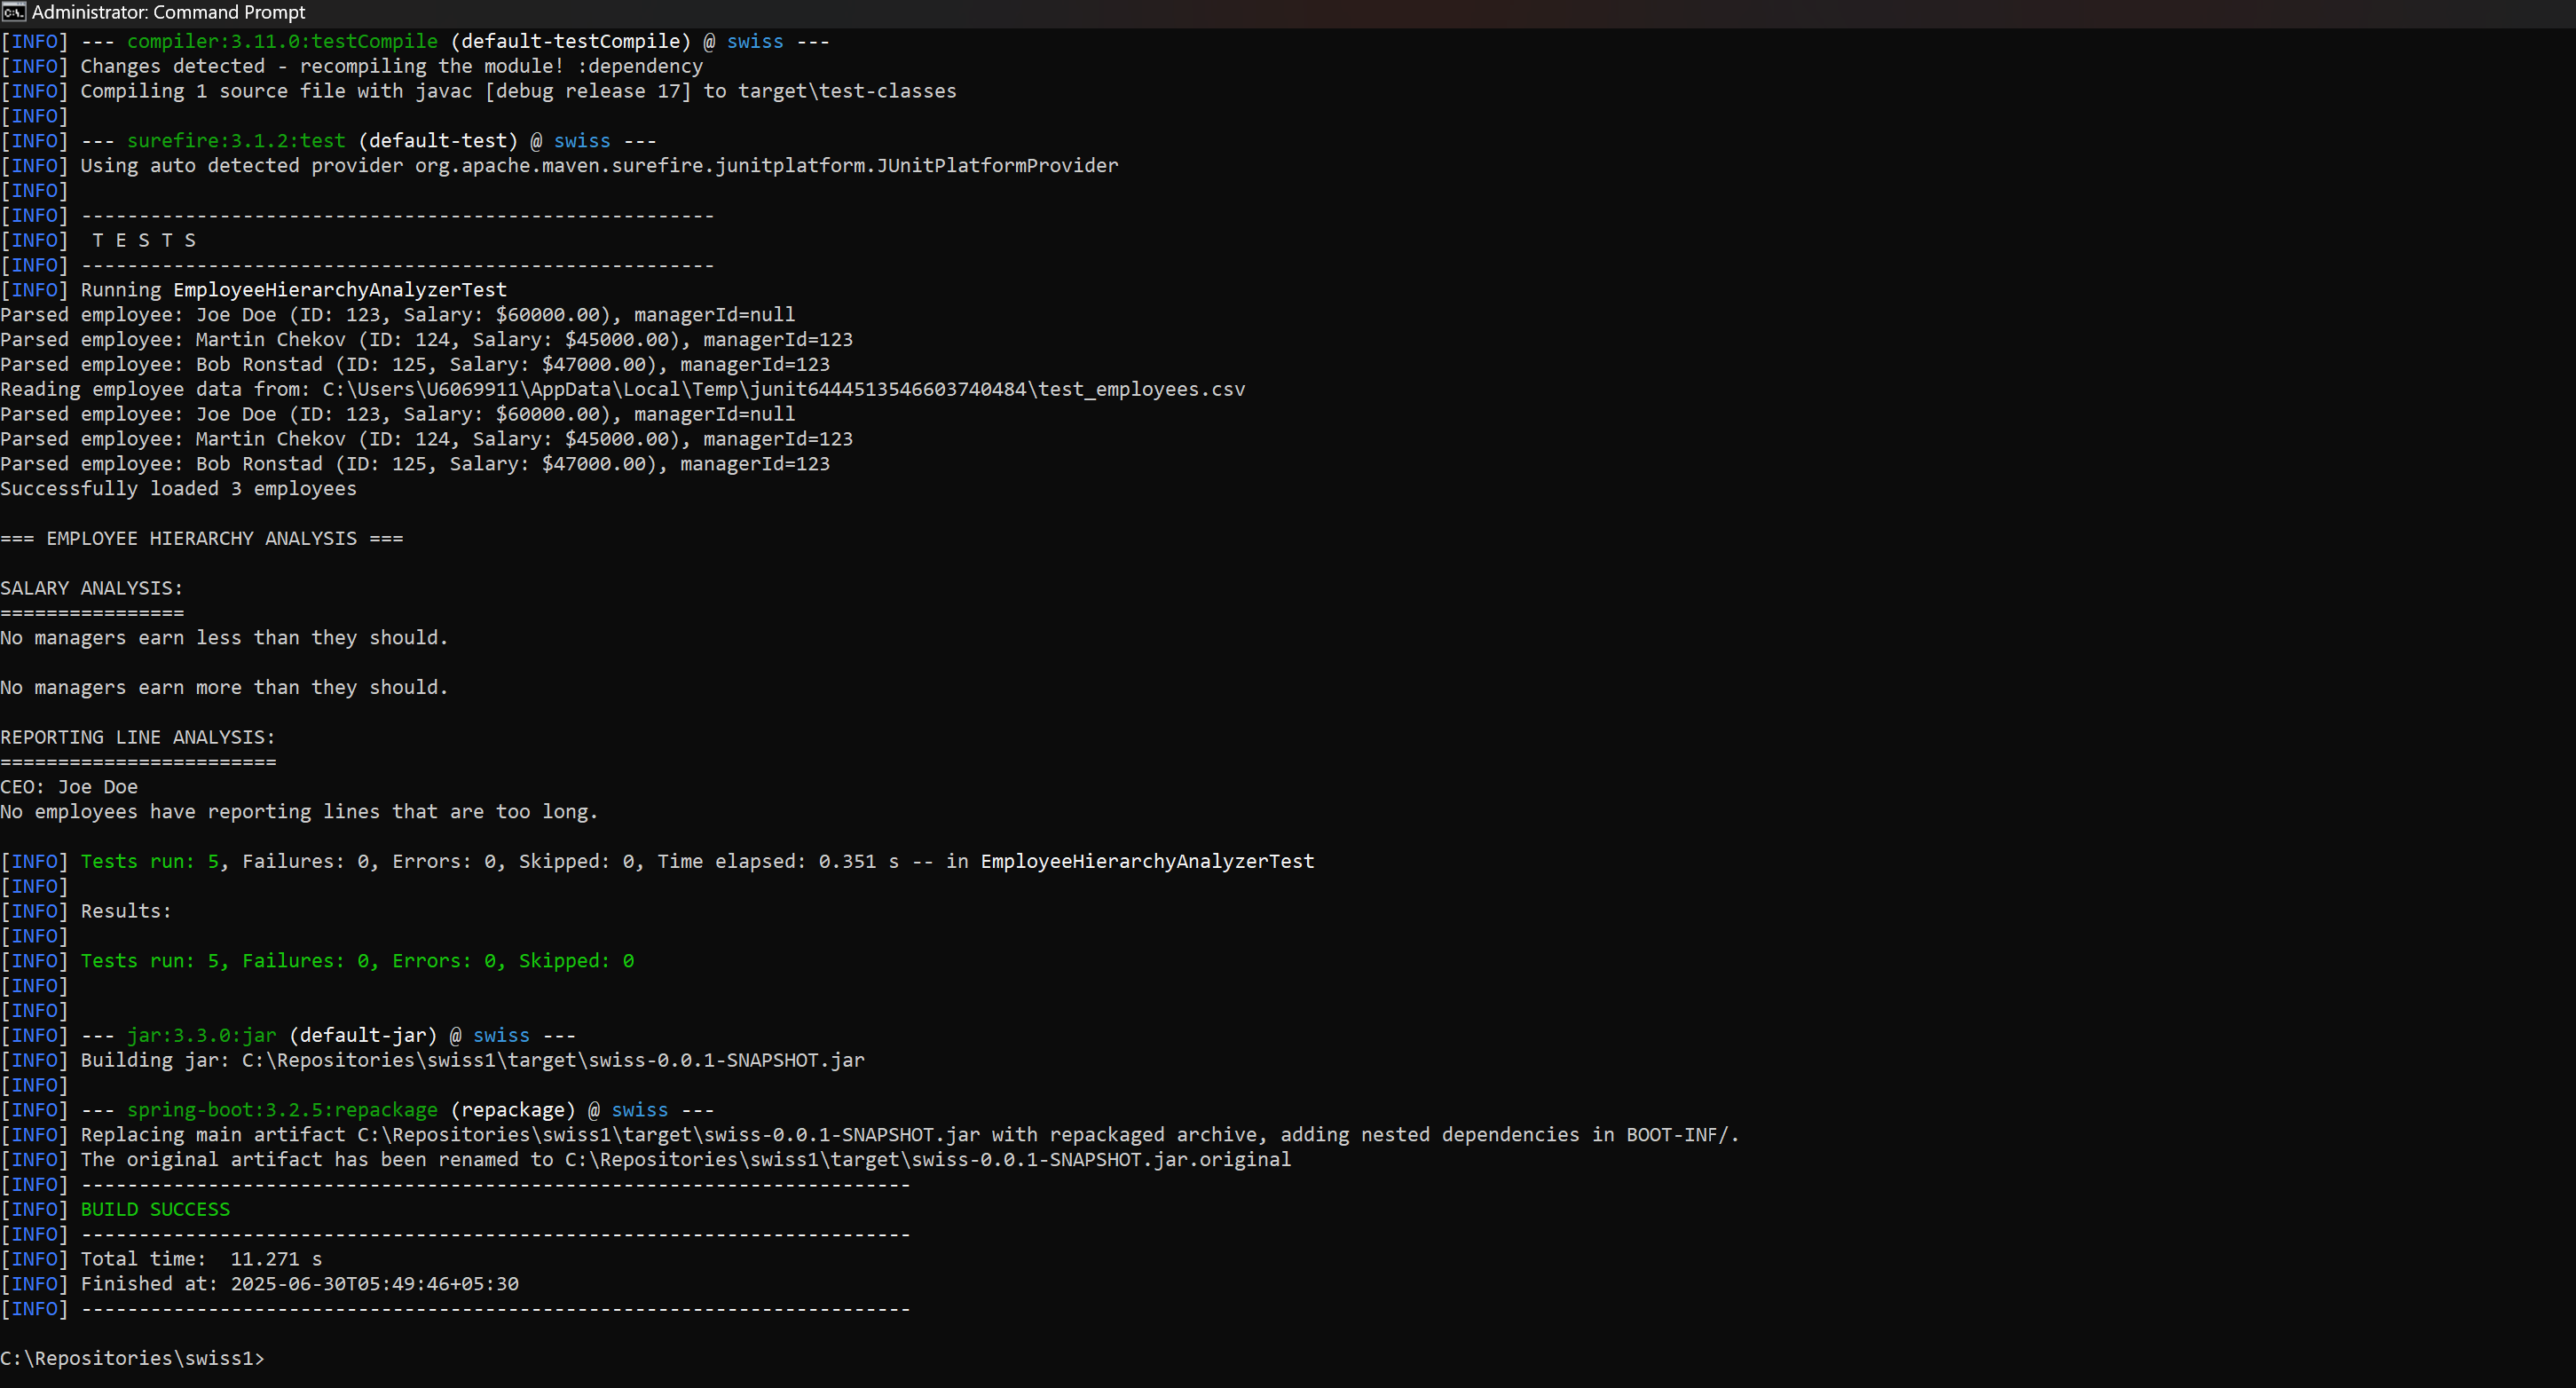 Administrator: Command Prompt
[INFO] --- compiler:3.11.0:testCompile (default-testCompile) @ swiss ---
[INFO] Changes detected - recompiling the module! :dependency
[INFO] Compiling 1 source file with javac [debug release 17] to target\test-classes
[INFO]
[INFO] --- surefire:3.1.2:test (default-test) @ swiss ---
[INFO] Using auto detected provider org.apache.maven.surefire.junitplatform.JUnitPlatformProvider
[INFO]
[INFO] -------------------------------------------------------
[INFO]  T E S T S
[INFO] -------------------------------------------------------
[INFO] Running EmployeeHierarchyAnalyzerTest
Parsed employee: Joe Doe (ID: 123, Salary: $60000.00), managerId=null
Parsed employee: Martin Chekov (ID: 124, Salary: $45000.00), managerId=123
Parsed employee: Bob Ronstad (ID: 125, Salary: $47000.00), managerId=123
Reading employee data from: C:\Users\U6069911\AppData\Local\Temp\junit6444513546603740484\test_employees.csv
Parsed employee: Joe Doe (ID: 123, Salary: $60000.00), managerId=null
Parsed employee: Martin Chekov (ID: 124, Salary: $45000.00), managerId=123
Parsed employee: Bob Ronstad (ID: 125, Salary: $47000.00), managerId=123
Successfully loaded 3 employees
=== EMPLOYEE HIERARCHY ANALYSIS ===
SALARY ANALYSIS:
================
No managers earn less than they should.
No managers earn more than they should.
REPORTING LINE ANALYSIS:
========================
CEO: Joe Doe
No employees have reporting lines that are too long.
[INFO] Tests run: 5, Failures: 0, Errors: 0, Skipped: 0, Time elapsed: 0.351 s -- in EmployeeHierarchyAnalyzerTest
[INFO]
[INFO] Results:
[INFO]
[INFO] Tests run: 5, Failures: 0, Errors: 0, Skipped: 0
[INFO]
[INFO]
[INFO] --- jar:3.3.0:jar (default-jar) @ swiss ---
[INFO] Building jar: C:\Repositories\swiss1\target\swiss-0.0.1-SNAPSHOT.jar
[INFO]
[INFO] --- spring-boot:3.2.5:repackage (repackage) @ swiss ---
[INFO] Replacing main artifact C:\Repositories\swiss1\target\swiss-0.0.1-SNAPSHOT.jar with repackaged archive, adding nested dependencies in BOOT-INF/.
[INFO] The original artifact has been renamed to C:\Repositories\swiss1\target\swiss-0.0.1-SNAPSHOT.jar.original
[INFO] ------------------------------------------------------------------------
[INFO] BUILD SUCCESS
[INFO] ------------------------------------------------------------------------
[INFO] Total time:  11.271 s
[INFO] Finished at: 2025-06-30T05:49:46+05:30
[INFO] ------------------------------------------------------------------------
C:\Repositories\swiss1>